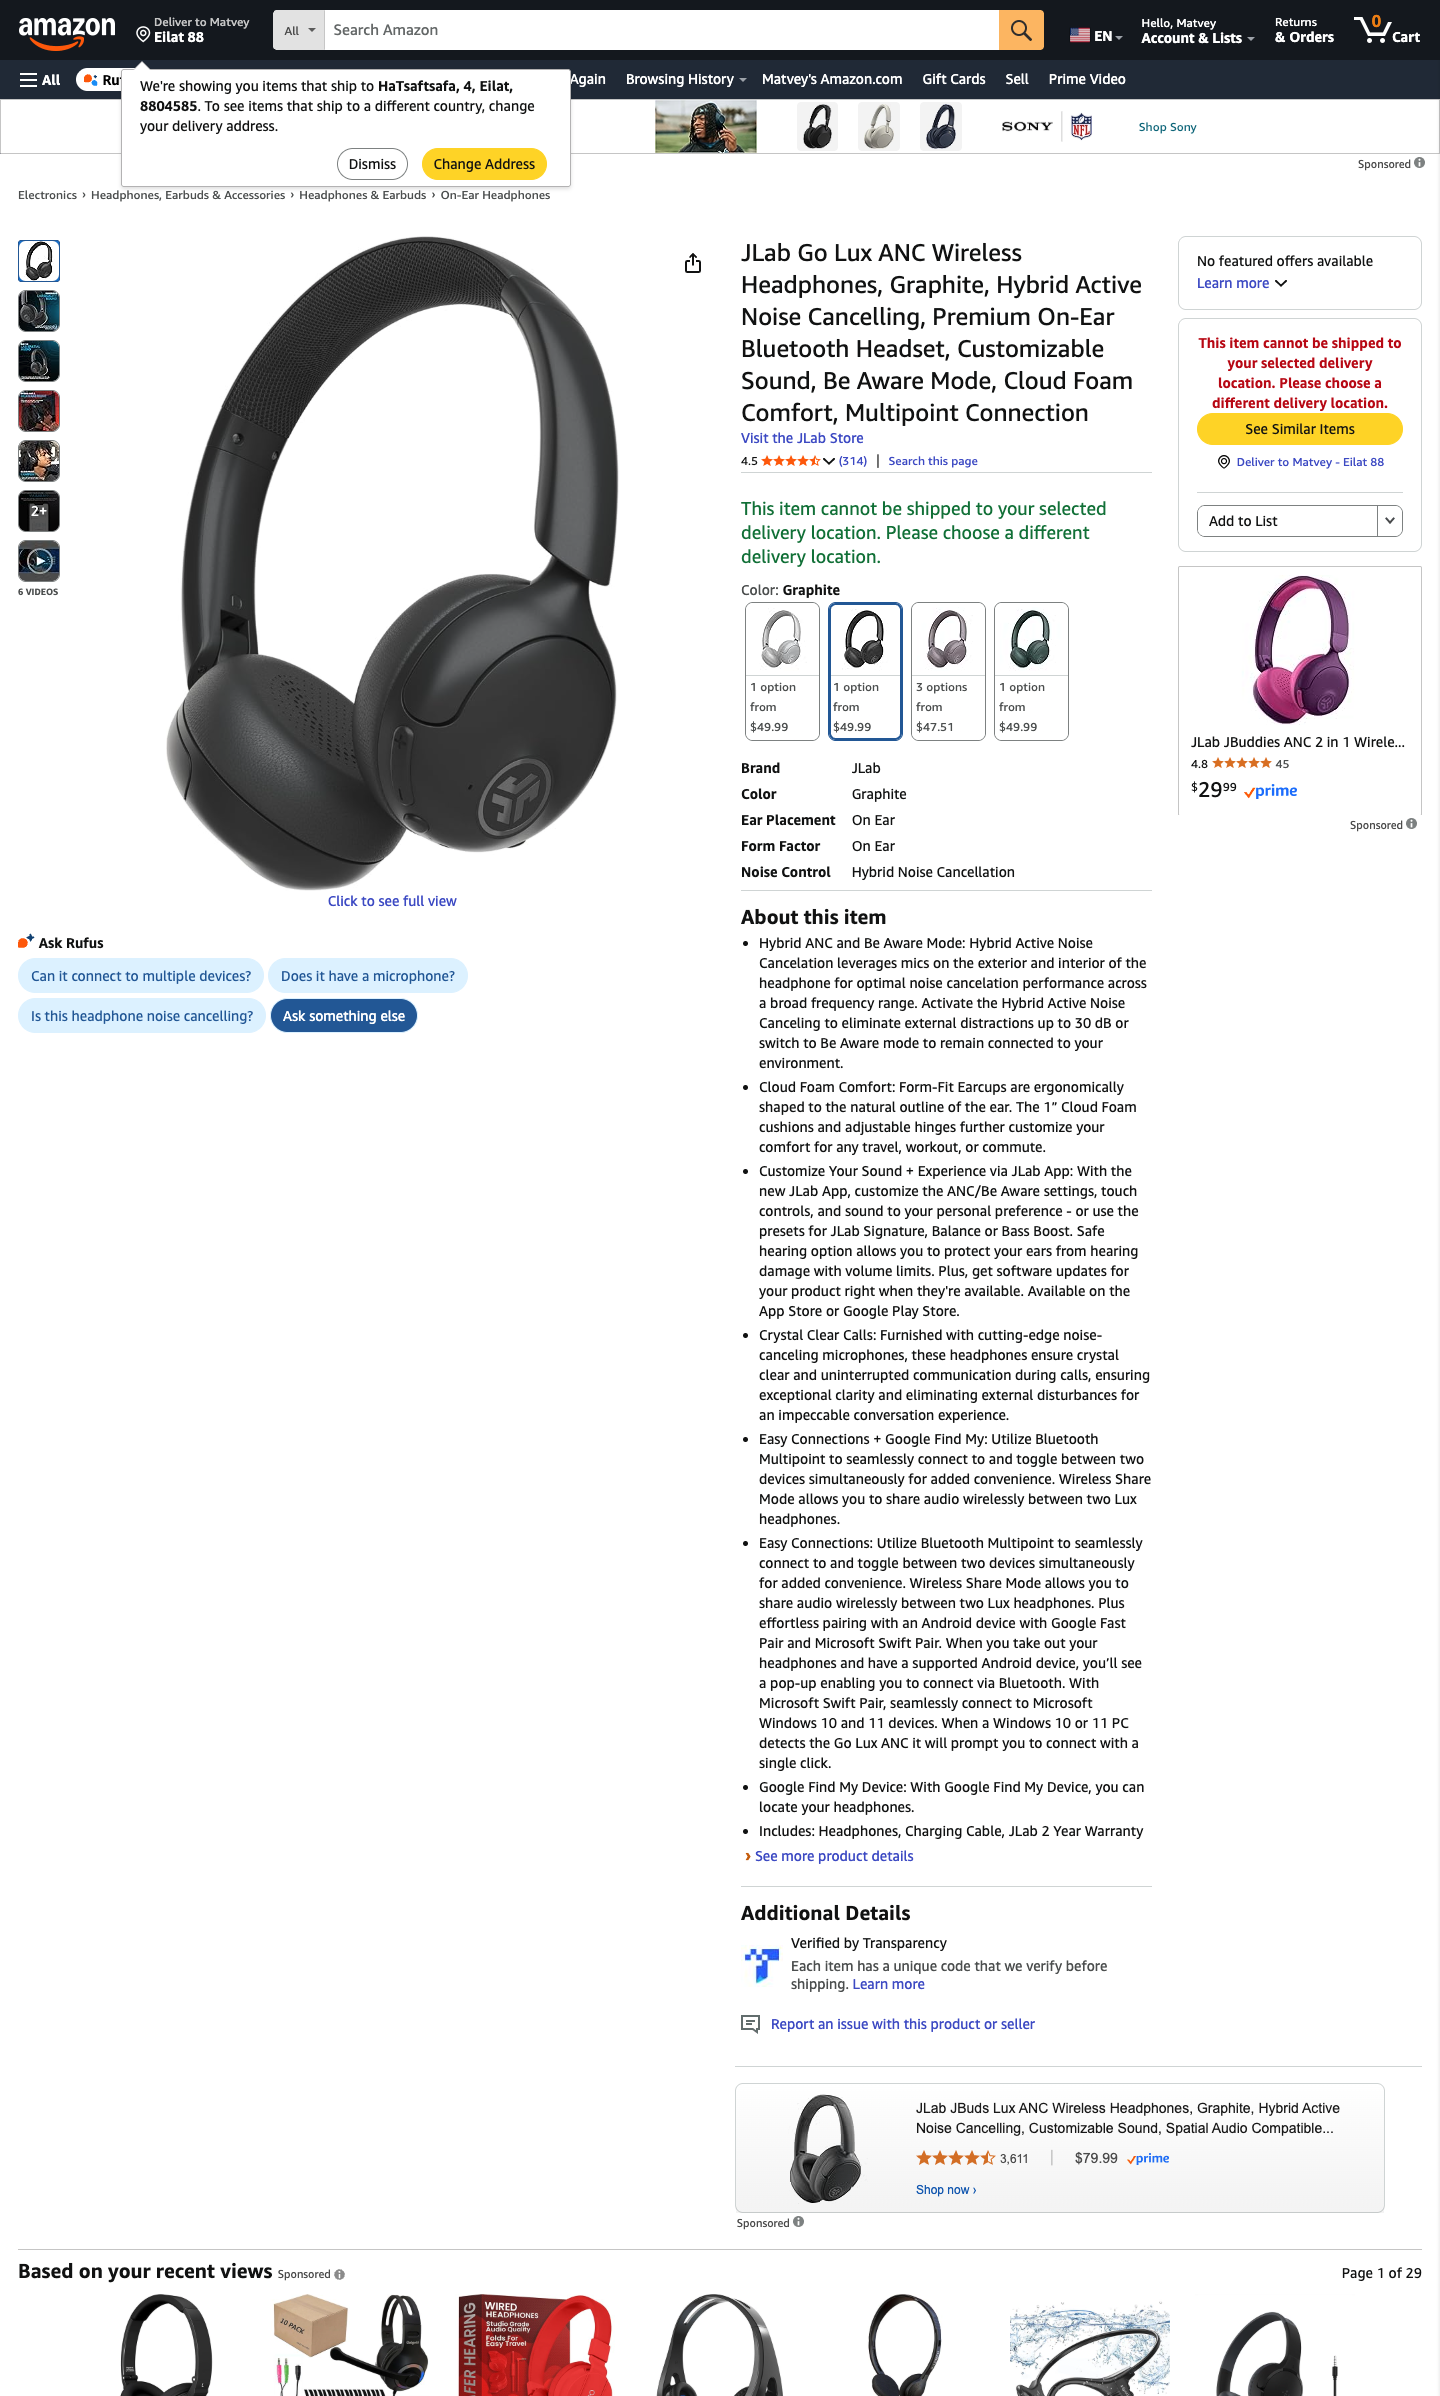 amazon
Deliver to Matvey
Eilat 88
All
Search Amazon
EN
Hello, Matvey
Account & Lists
Returns
& Orders
0
Cart
All
Ru
Again
Browsing History
Matvey's Amazon.com
Gift Cards
Sell
Prime Video
We're showing you items that ship to HaTsaftsafa, 4, Eilat,
8804585. To see items that ship to a different country, change
your delivery address.
Dismiss
Change Address
SONY
NFL
Shop Sony
Sponsored
Electronics › Headphones, Earbuds & Accessories › Headphones & Earbuds › On-Ear Headphones
2+
6 VIDEOS
Click to see full view
Ask Rufus
Can it connect to multiple devices?
Does it have a microphone?
Is this headphone noise cancelling?
Ask something else
JLab Go Lux ANC Wireless
Headphones, Graphite, Hybrid Active
Noise Cancelling, Premium On-Ear
Bluetooth Headset, Customizable
Sound, Be Aware Mode, Cloud Foam
Comfort, Multipoint Connection
Visit the JLab Store
4.5 (314) | Search this page
This item cannot be shipped to your selected
delivery location. Please choose a different
delivery location.
Color: Graphite
1 option
from
$49.99
1 option
from
$49.99
3 options
from
$47.51
1 option
from
$49.99
Brand JLab
Color Graphite
Ear Placement On Ear
Form Factor On Ear
Noise Control Hybrid Noise Cancellation
About this item
• Hybrid ANC and Be Aware Mode: Hybrid Active Noise
Cancelation leverages mics on the exterior and interior of the
headphone for optimal noise cancelation performance across
a broad frequency range. Activate the Hybrid Active Noise
Canceling to eliminate external distractions up to 30 dB or
switch to Be Aware mode to remain connected to your
environment.
• Cloud Foam Comfort: Form-Fit Earcups are ergonomically
shaped to the natural outline of the ear. The 1” Cloud Foam
cushions and adjustable hinges further customize your
comfort for any travel, workout, or commute.
• Customize Your Sound + Experience via JLab App: With the
new JLab App, customize the ANC/Be Aware settings, touch
controls, and sound to your personal preference - or use the
presets for JLab Signature, Balance or Bass Boost. Safe
hearing option allows you to protect your ears from hearing
damage with volume limits. Plus, get software updates for
your product right when they're available. Available on the
App Store or Google Play Store.
• Crystal Clear Calls: Furnished with cutting-edge noise-
canceling microphones, these headphones ensure crystal
clear and uninterrupted communication during calls, ensuring
exceptional clarity and eliminating external disturbances for
an impeccable conversation experience.
• Easy Connections + Google Find My: Utilize Bluetooth
Multipoint to seamlessly connect to and toggle between two
devices simultaneously for added convenience. Wireless Share
Mode allows you to share audio wirelessly between two Lux
headphones.
• Easy Connections: Utilize Bluetooth Multipoint to seamlessly
connect to and toggle between two devices simultaneously
for added convenience. Wireless Share Mode allows you to
share audio wirelessly between two Lux headphones. Plus
effortless pairing with an Android device with Google Fast
Pair and Microsoft Swift Pair. When you take out your
headphones and have a supported Android device, you’ll see
a pop-up enabling you to connect via Bluetooth. With
Microsoft Swift Pair, seamlessly connect to Microsoft
Windows 10 and 11 devices. When a Windows 10 or 11 PC
detects the Go Lux ANC it will prompt you to connect with a
single click.
• Google Find My Device: With Google Find My Device, you can
locate your headphones.
• Includes: Headphones, Charging Cable, JLab 2 Year Warranty
› See more product details
Additional Details
Verified by Transparency
Each item has a unique code that we verify before
shipping. Learn more
Report an issue with this product or seller
No featured offers available
Learn more
This item cannot be shipped to
your selected delivery
location. Please choose a
different delivery location.
See Similar Items
Deliver to Matvey - Eilat 88
Add to List
JLab JBuddies ANC 2 in 1 Wirele...
4.8 45
$29 99 prime
Sponsored
JLab JBuds Lux ANC Wireless Headphones, Graphite, Hybrid Active
Noise Cancelling, Customizable Sound, Spatial Audio Compatible...
3,611 | $79.99 prime
Shop now ›
Sponsored
Based on your recent views Sponsored
Page 1 of 29
10 PACK
FER HEARING
WIRED
HEADPHONES
Studio Grade
Audio Quality
Folds For
Easy Travel